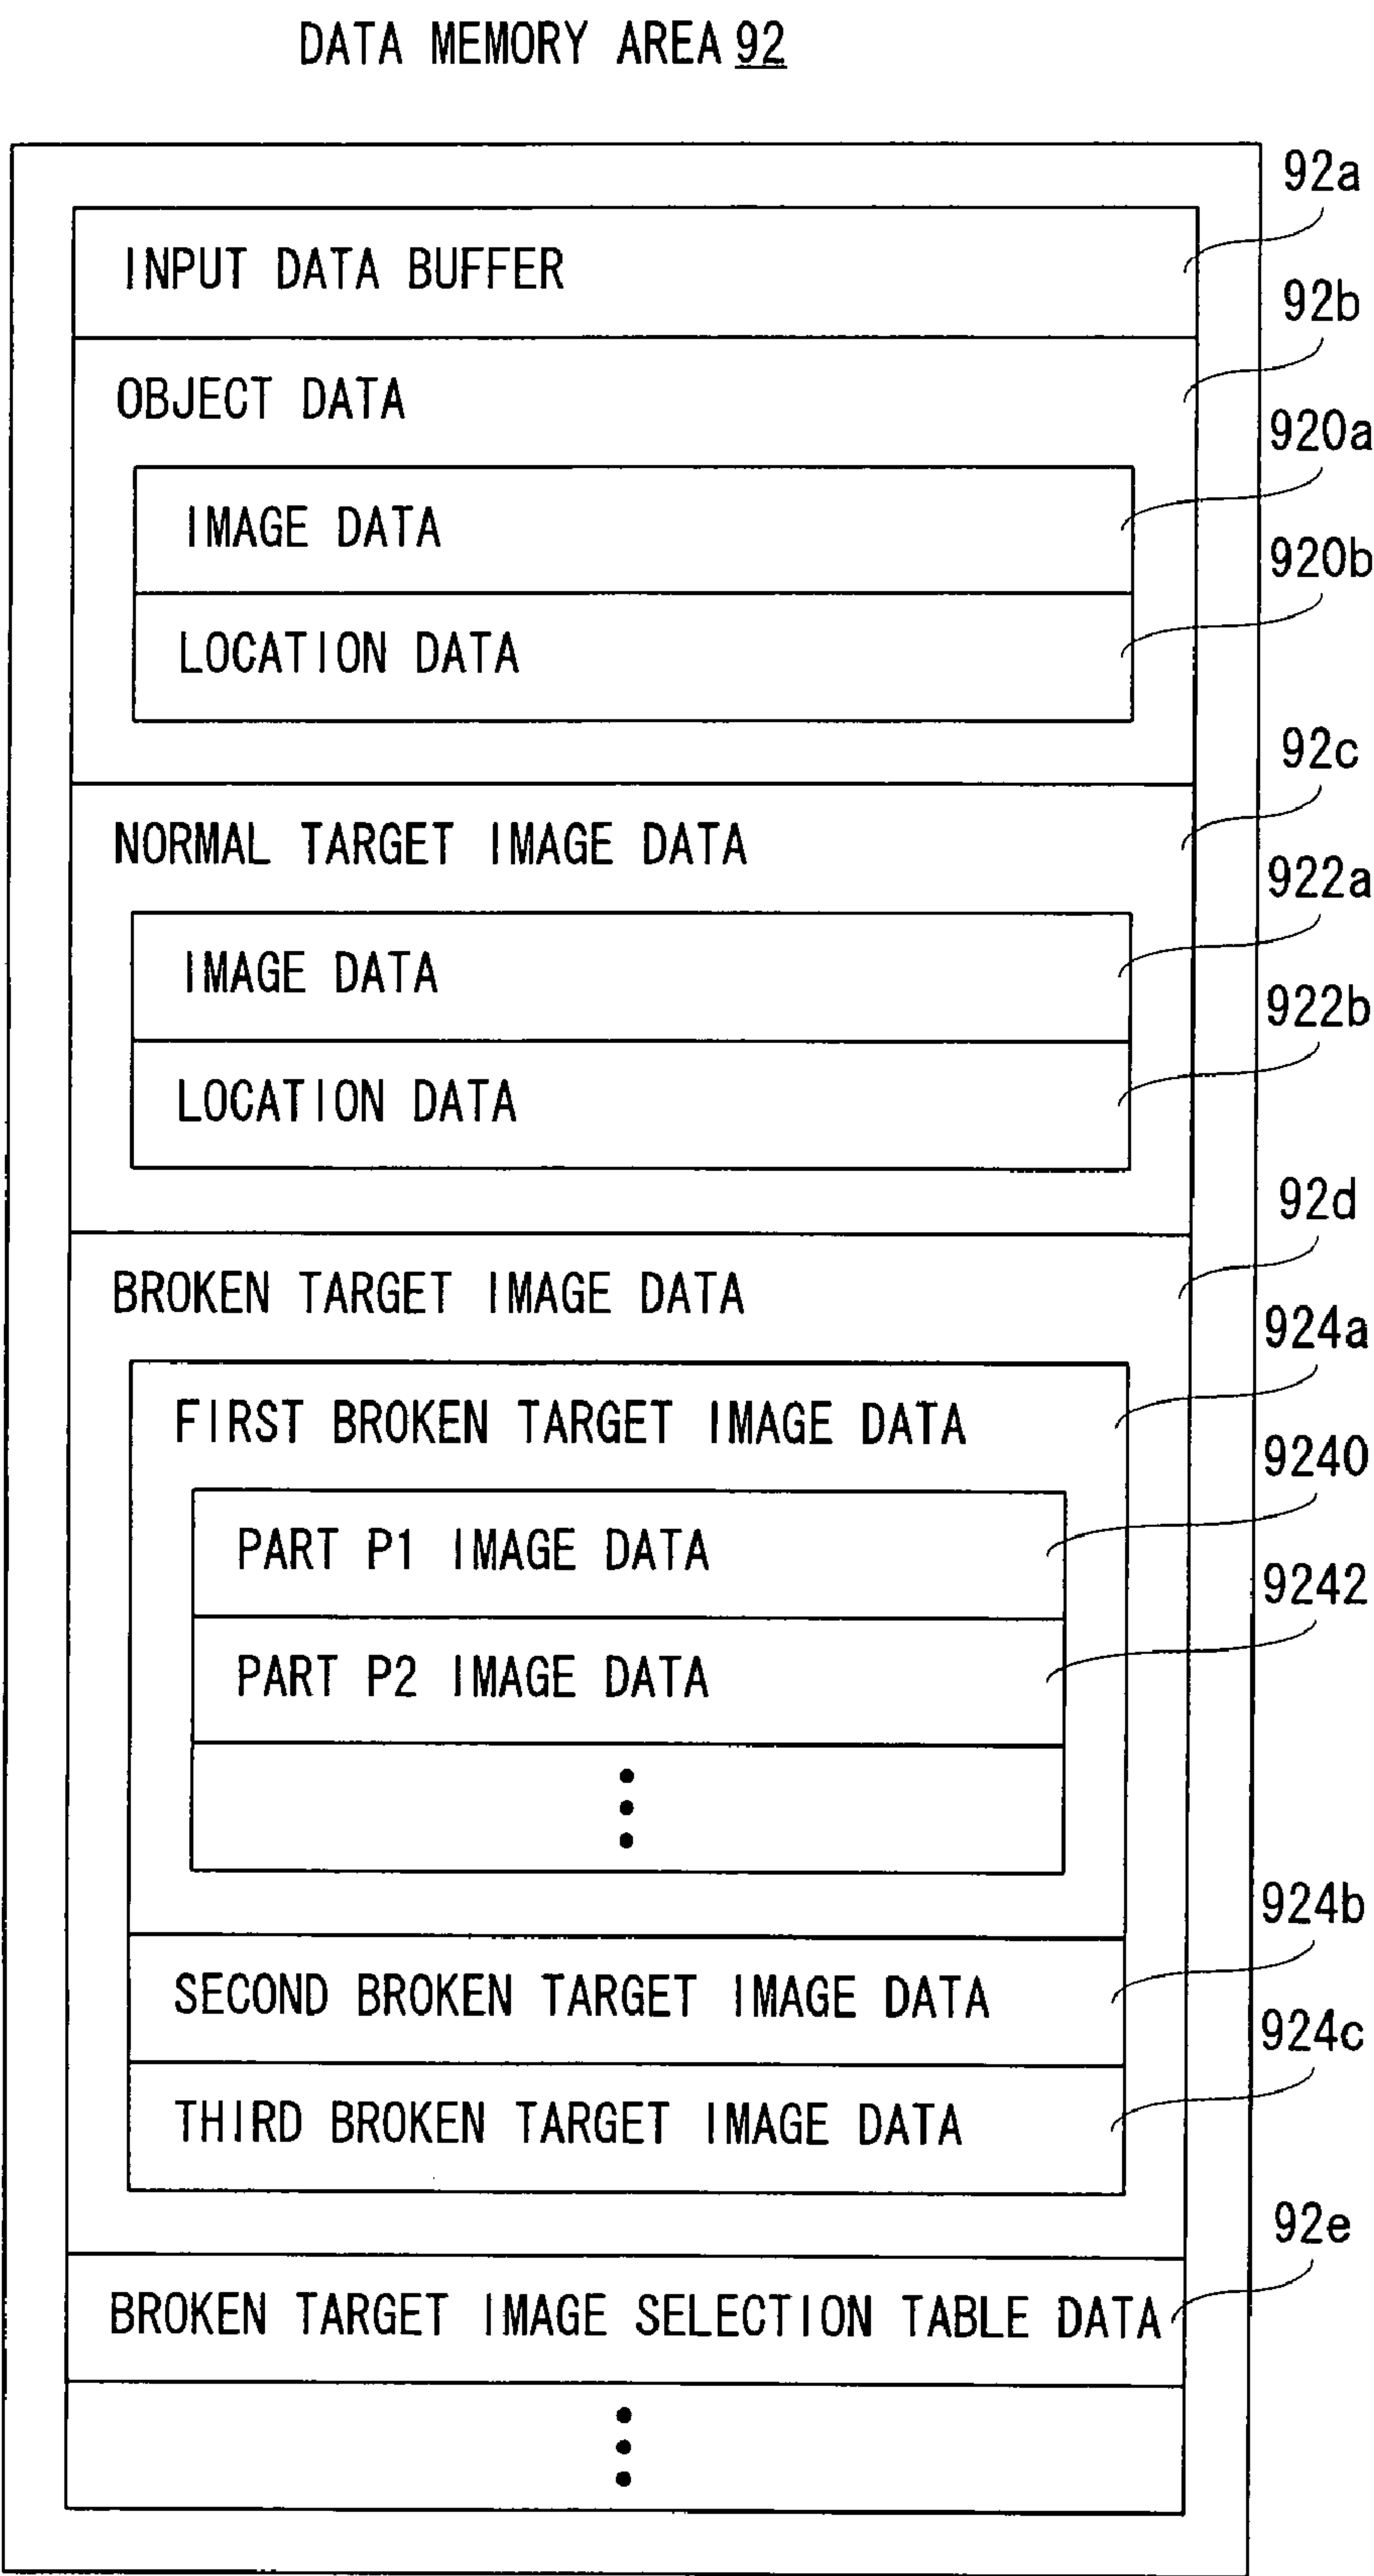 DATA MEMORY AREA 92
92a
INPUT DATA BUFFER
92b
OBJECT DATA
920a
IMAGE DATA
920b
LOCATION DATA
92c
NORMAL TARGET IMAGE DATA
922a
IMAGE DATA
922b
LOCATION DATA
92d
BROKEN TARGET IMAGE DATA
924a
FIRST BROKEN TARGET IMAGE DATA
9240
PART P1 IMAGE DATA
9242
PART P2 IMAGE DATA
924b
SECOND BROKEN TARGET IMAGE DATA
924c
THIRD BROKEN TARGET IMAGE DATA
92e
BROKEN TARGET IMAGE SELECTION TABLE DATA